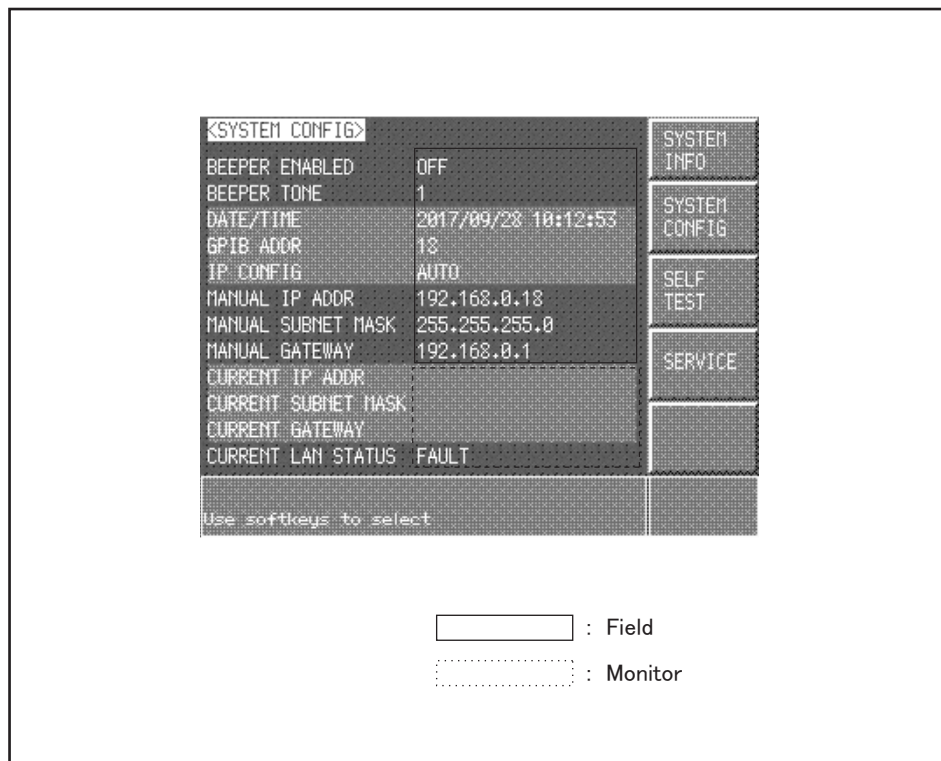 <SYSTEM CONFIG>
BEEPER ENABLED OFF
BEEPER TONE 1
DATE/TIME 2017/09/28 10:12:53
GPIB ADDR 18
IP CONFIG AUTO
MANUAL IP ADDR 192.168.0.18
MANUAL SUBNET MASK 255.255.255.0
MANUAL GATEWAY 192.168.0.1
CURRENT IP ADDR
CURRENT SUBNET MASK
CURRENT GATEWAY
CURRENT LAN STATUS FAULT
Use softkeys to select
SYSTEM
INFO
SYSTEM
CONFIG
SELF
TEST
SERVICE
: Field
: Monitor